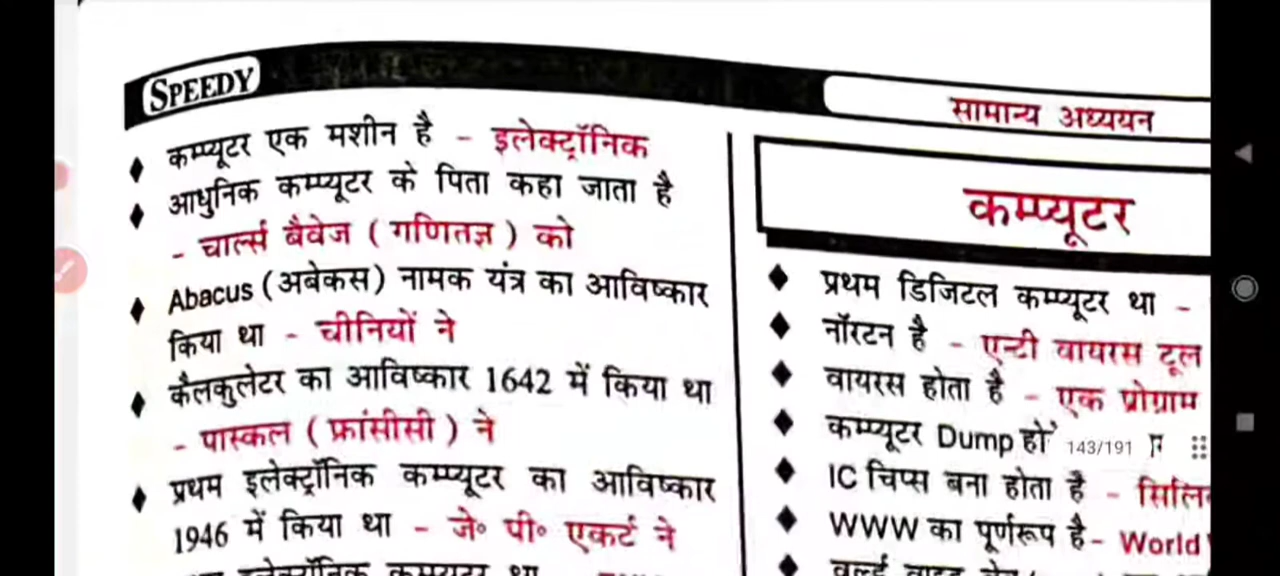 SPEEDY
सामान्य अध्ययन
कम्प्यूटर एक मशीन है - इलेक्ट्रॉनिक
आधुनिक कम्प्यूटर के पिता कहा जाता है
- चार्ल्स बैवेज ( गणितज्ञ ) को
Abacus (अबेकस) नामक यंत्र का आविष्कार
किया था - चीनियों ने
कैलकुलेटर का आविष्कार 1642 में किया था
- पास्कल ( फ्रांसीसी ) ने
प्रथम इलेक्ट्रॉनिक कम्प्यूटर का आविष्कार
1946 में किया था - जे॰ पी॰ एकर्ट ने
कम्प्यूटर
प्रथम डिजिटल कम्प्यूटर था -
नॉरटन है - एन्टी वायरस टूल
वायरस होता है - एक प्रोग्राम
कम्प्यूटर Dump
143/191
IC चिप्स बना होता है -
WWW का पूर्णरूप है- World